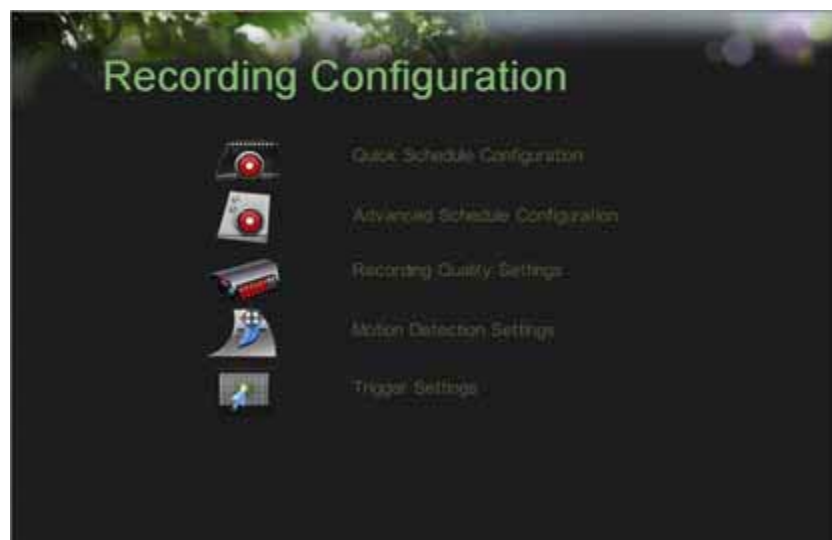 Recording Configuration
Quick Schedule Configuration
Advanced Schedule Configuration
Recording Quality Settings
Motion Detection Settings
Trigger Settings